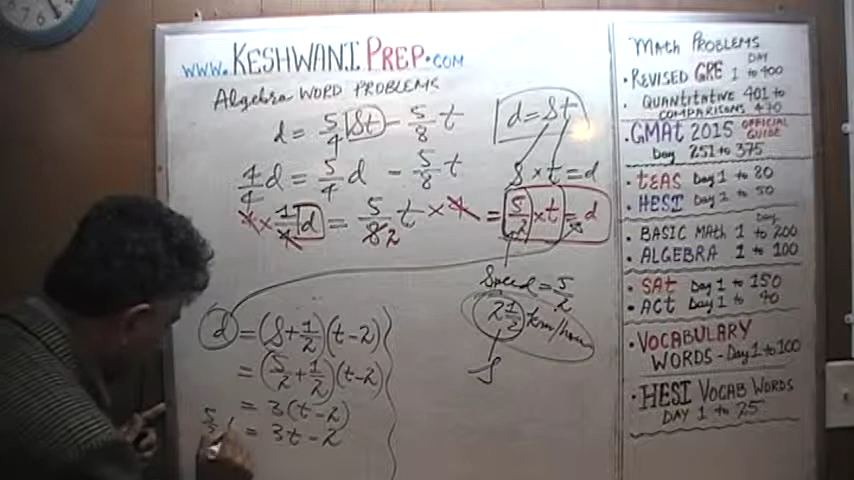 www.KESHWANI PREP.com
Algebra WORD PROBLEMS
d = 5/4 St - 5/8 t
4/4 d = 5/4 d - 5/8 t
4 × 1/4 d = 5/82 t × 4 = 5/2 × t = d
d = St
S × t = d
Speed = 5/2
2 1/2 km/hour
S
d = (S + 1/2)(t - 2)
= (5/2 + 1/2)(t - 2)
= 3(t - 2)
= 3t - 2
MATH PROBLEMS
• REVISED GRE DAY 1 to 400
• QUANTITATIVE 401 to
COMPARISONS 470
• GMAT 2015 OFFICIAL GUIDE
Day 251 to 375
• TEAS Day 1 to 20
• HESI Day 1 to 50
• BASIC MATH Day 1 to 200
• ALGEBRA 1 to 100
• SAT Day 1 to 150
• ACT Day 1 to 40
• VOCABULARY
WORDS - Day 1 to 100
• HESI VOCAB WORDS
DAY 1 to 25